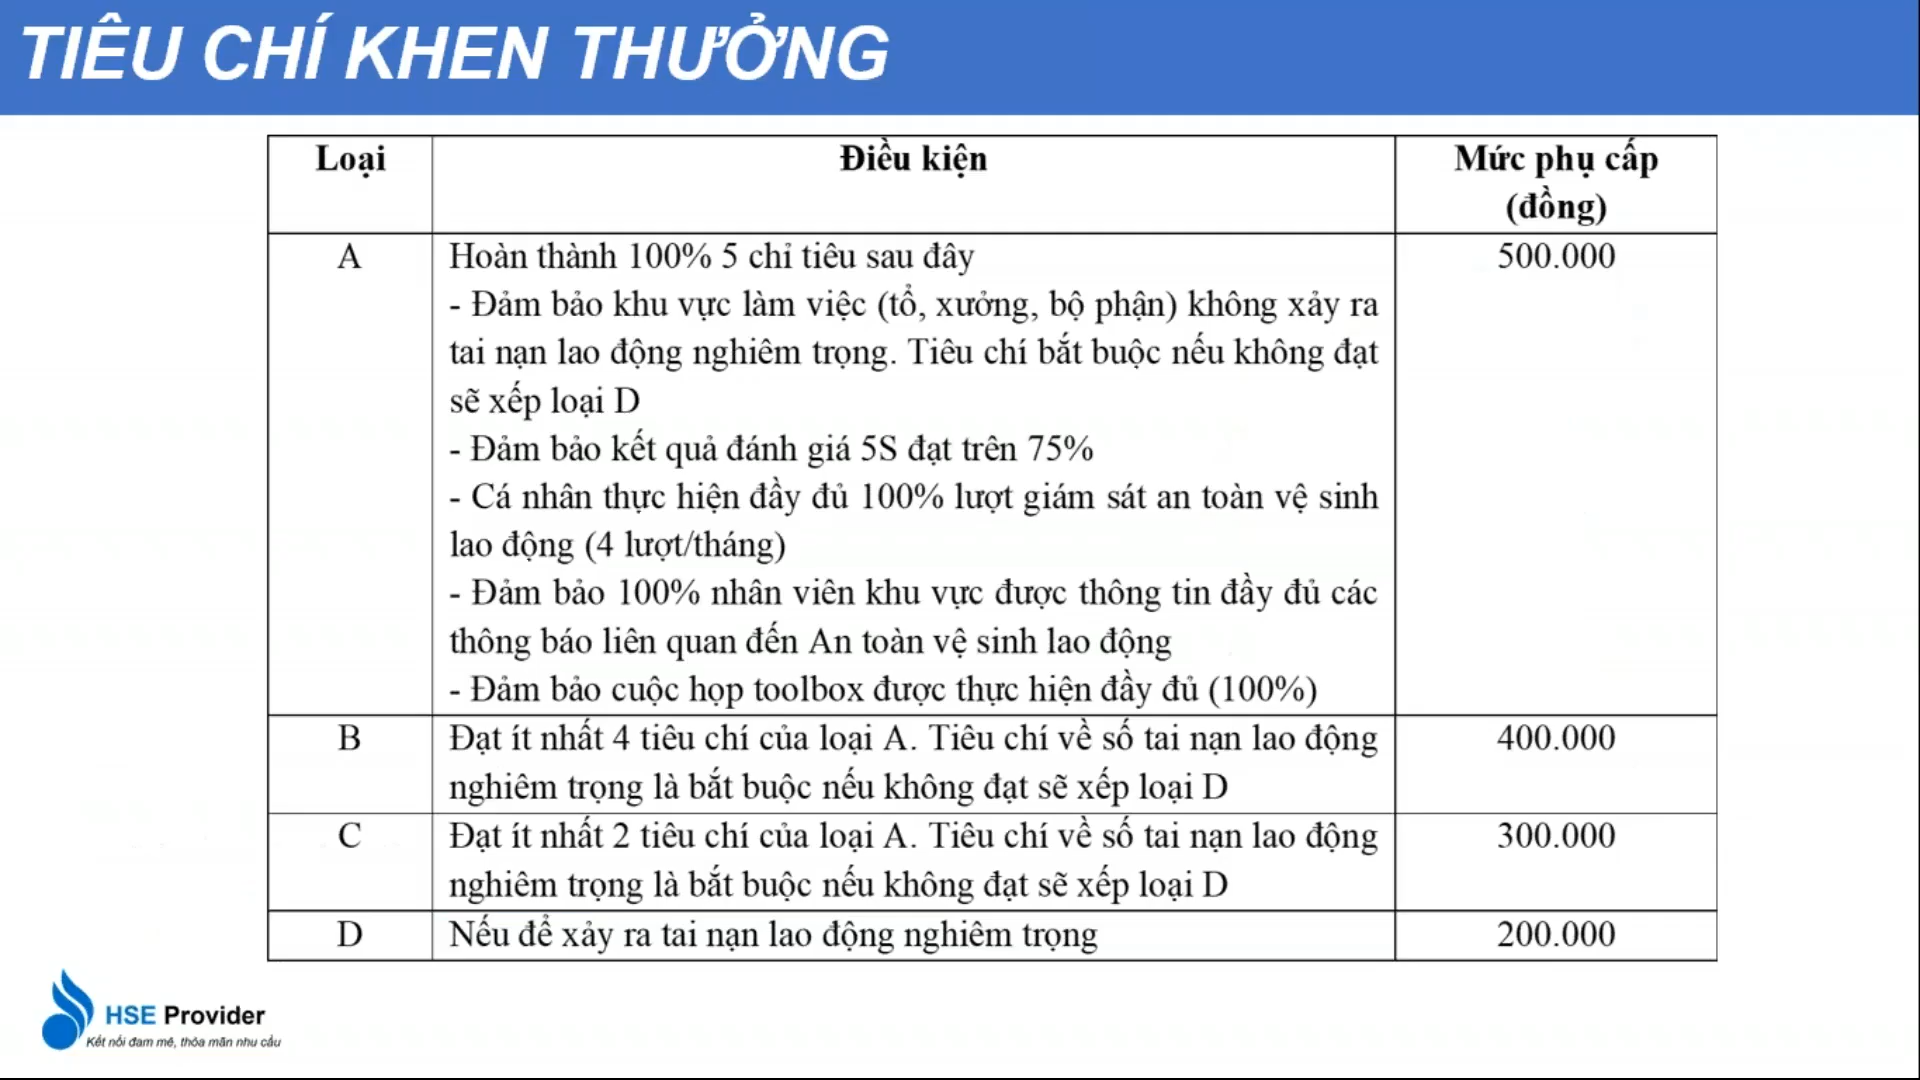 TIÊU CHÍ KHEN THƯỞNG
Loại
Điều kiện
Mức phụ cấp
(đồng)
A
Hoàn thành 100% 5 chỉ tiêu sau đây
- Đảm bảo khu vực làm việc (tổ, xưởng, bộ phận) không xảy ra
tai nạn lao động nghiêm trọng. Tiêu chí bắt buộc nếu không đạt
sẽ xếp loại D
- Đảm bảo kết quả đánh giá 5S đạt trên 75%
- Cá nhân thực hiện đầy đủ 100% lượt giám sát an toàn vệ sinh
lao động (4 lượt/tháng)
- Đảm bảo 100% nhân viên khu vực được thông tin đầy đủ các
thông báo liên quan đến An toàn vệ sinh lao động
- Đảm bảo cuộc họp toolbox được thực hiện đầy đủ (100%)
500.000
B
Đạt ít nhất 4 tiêu chí của loại A. Tiêu chí về số tai nạn lao động
nghiêm trọng là bắt buộc nếu không đạt sẽ xếp loại D
400.000
C
Đạt ít nhất 2 tiêu chí của loại A. Tiêu chí về số tai nạn lao động
nghiêm trọng là bắt buộc nếu không đạt sẽ xếp loại D
300.000
D
Nếu để xảy ra tai nạn lao động nghiêm trọng
200.000
HSE Provider
Kết nối đam mê, thỏa mãn nhu cầu